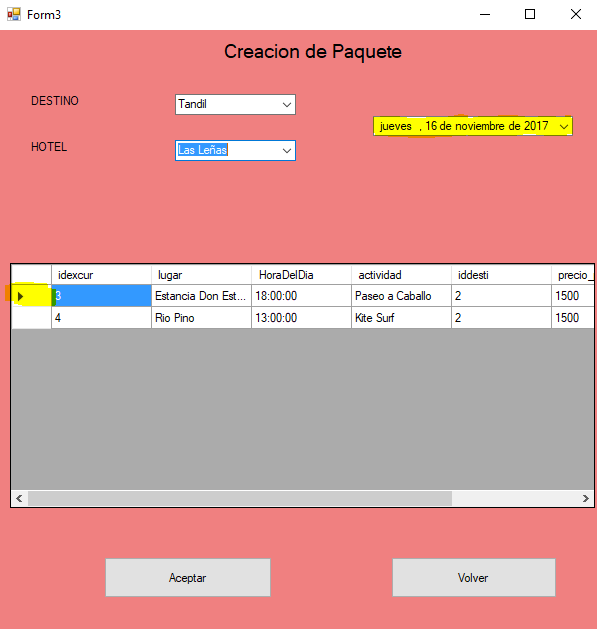 Form3
Creacion de Paquete
DESTINO
Tandil
jueves , 16 de noviembre de 2017
HOTEL
Las Leñas
idexcur lugar HoraDelDia actividad iddesti precio_
3 Estancia Don Est... 18:00:00 Paseo a Caballo 2 1500
4 Rio Pino 13:00:00 Kite Surf 2 1500
Aceptar Volver